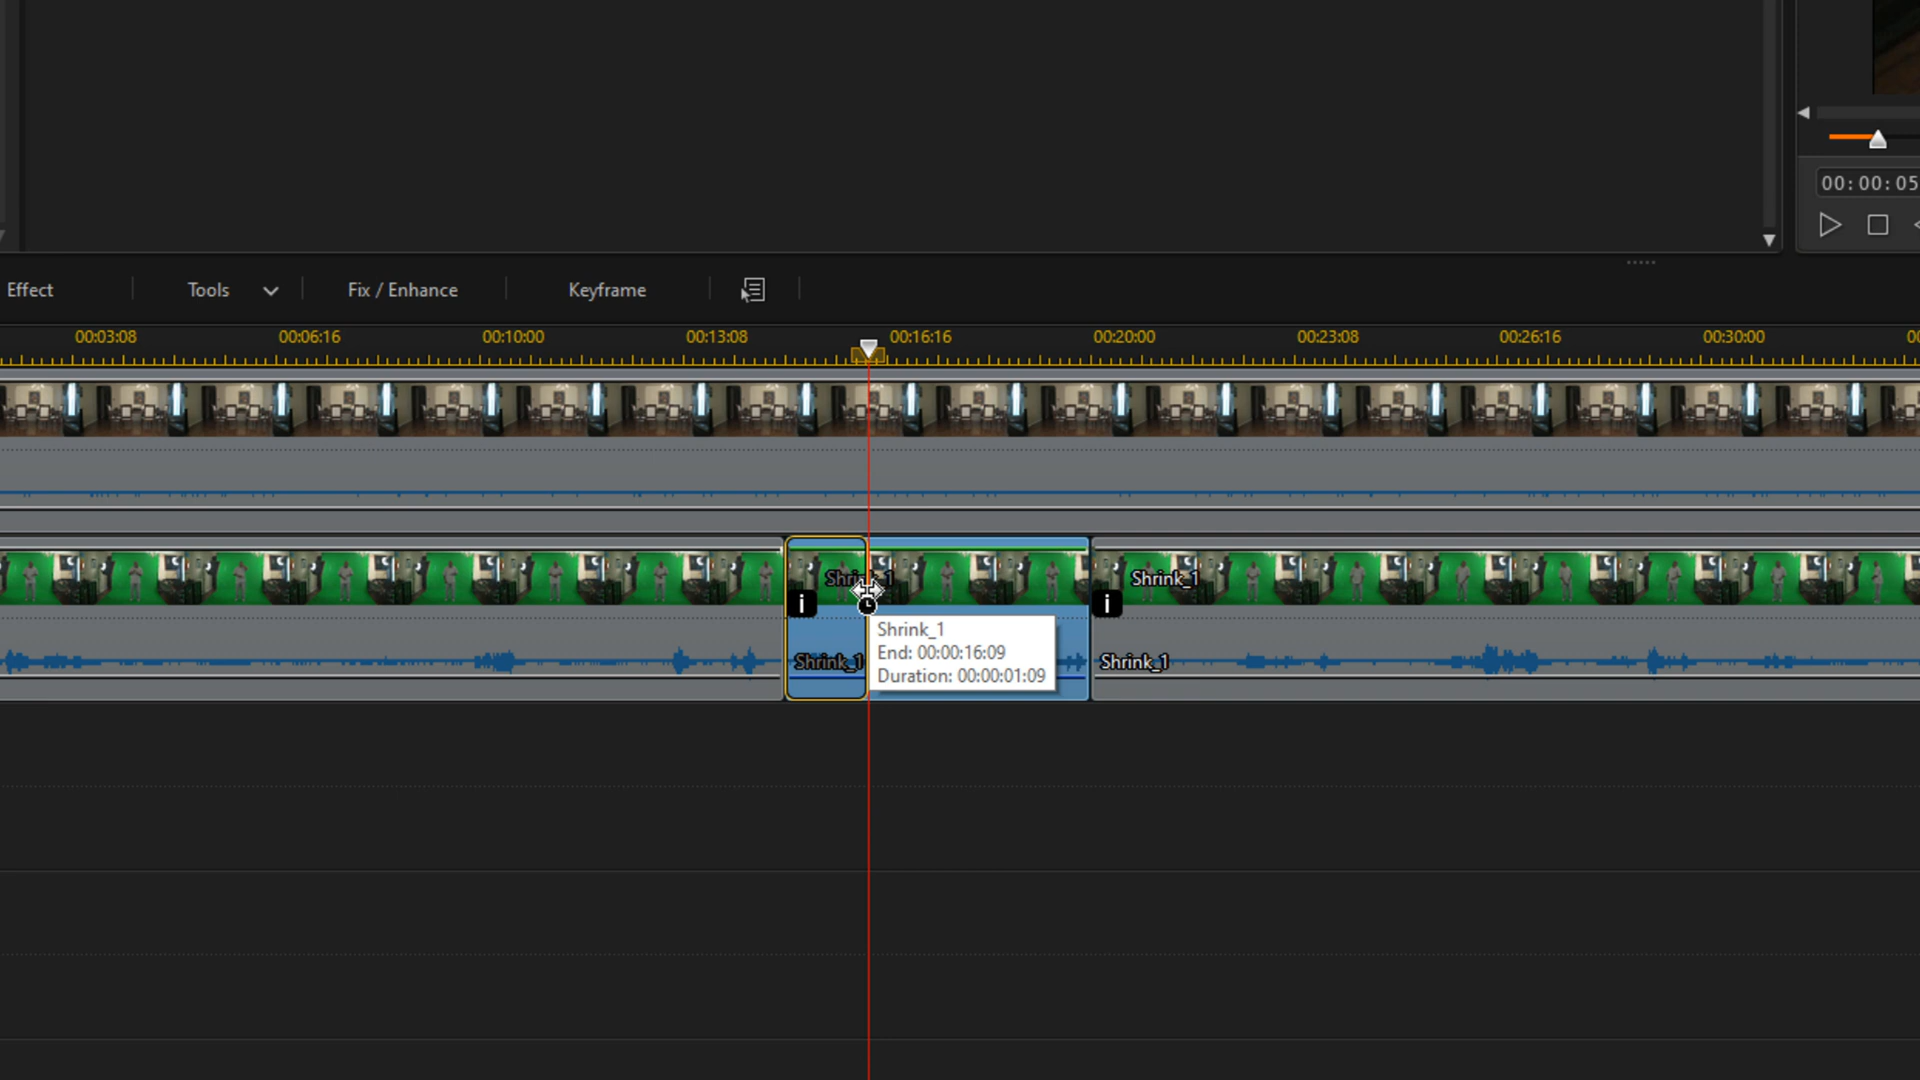 00:00:05
Effect
Tools
Fix / Enhance
Keyframe
00:03:08
00:06:16
00:10:00
00:13:08
00:16:16
00:20:00
00:23:08
00:26:16
00:30:00
00
Shrink_1
Shrink_1
i
i
Shrink_1
End: 00:00:16:09
Duration: 00:00:01:09
Shrink_1
Shrink_1